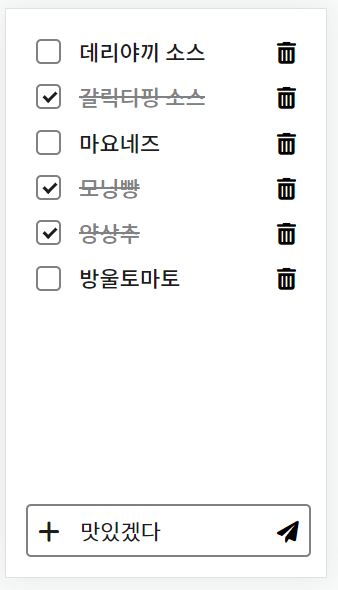 데리야끼 소스
갈릭디핑 소스
마요네즈
모닝빵
양상추
방울토마토
맛있겠다